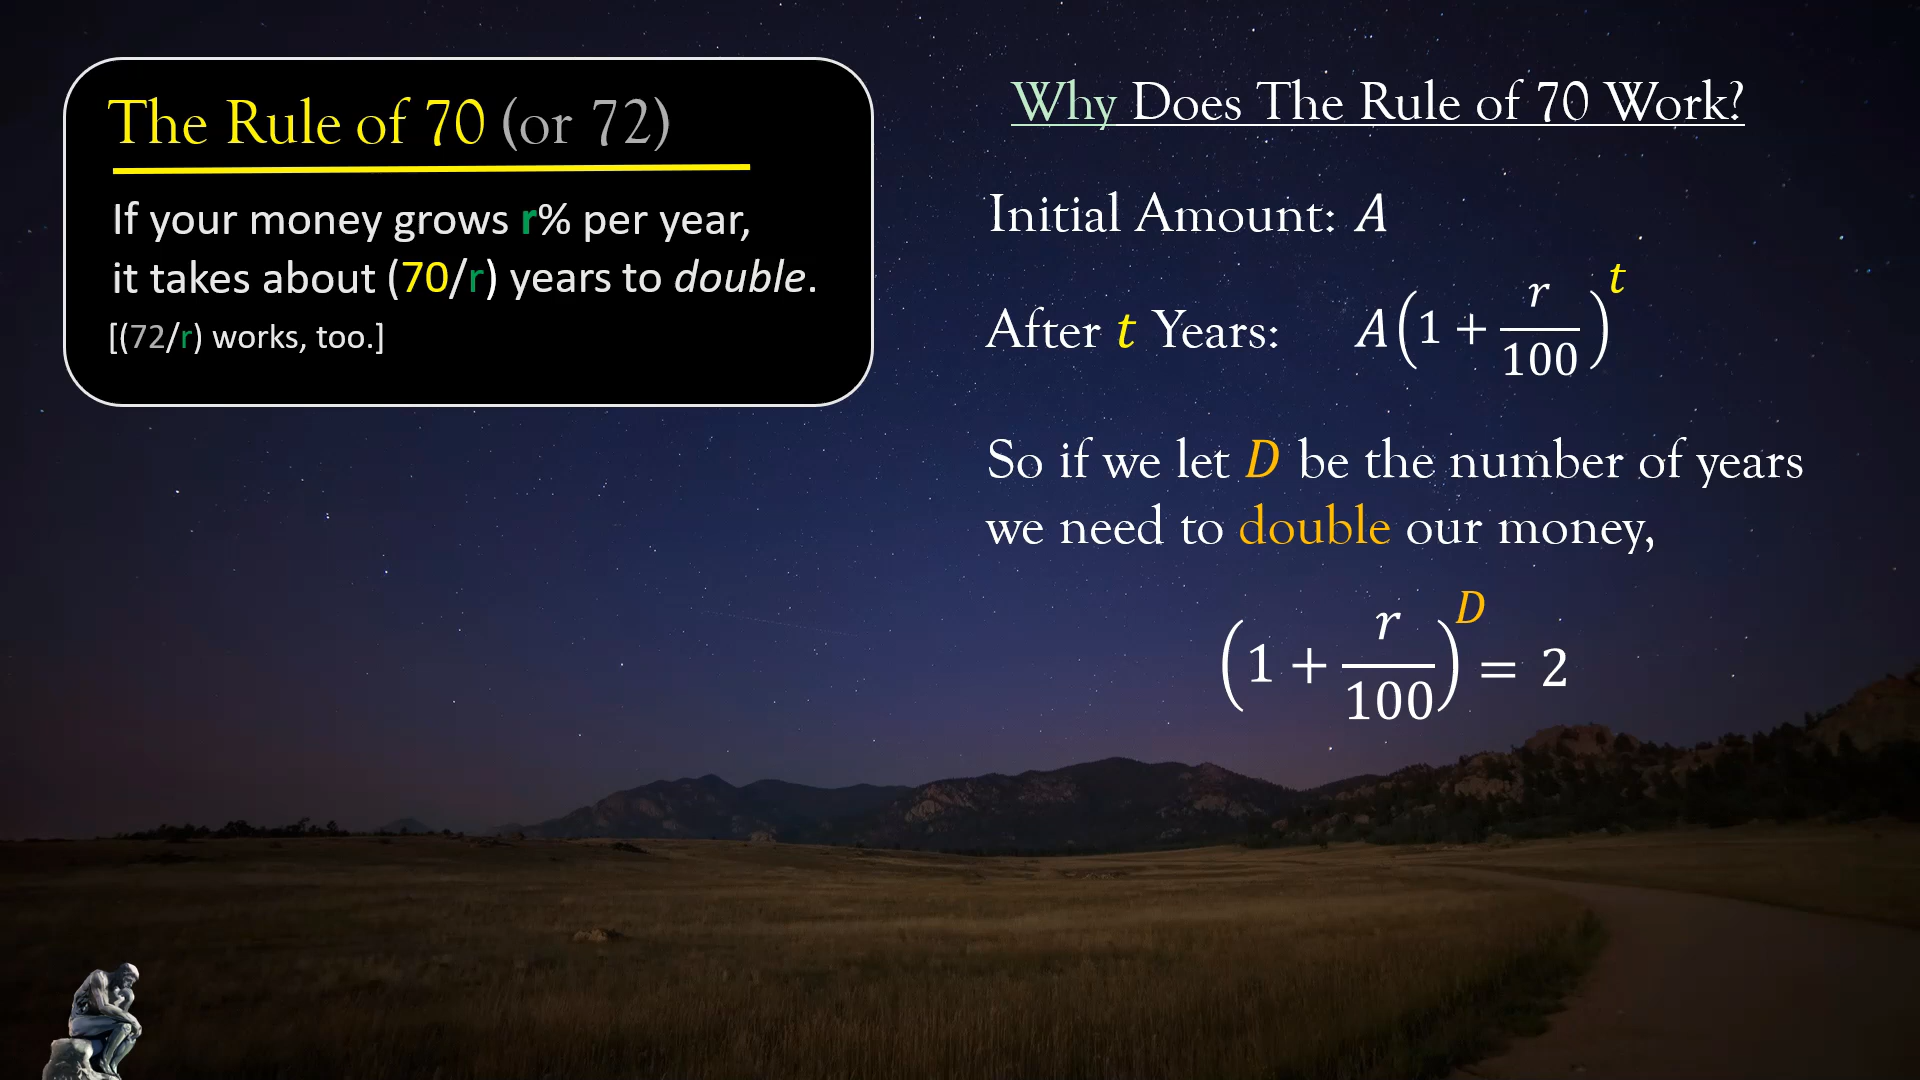 The Rule of 70 (or 72)
If your money grows r% per year,
it takes about (70/r) years to double.
[(72/r) works, too.]
Why Does The Rule of 70 Work?
Initial Amount: A
After t Years: A(1 + r/100)^t
So if we let D be the number of years
we need to double our money,
(1 + r/100)^D = 2